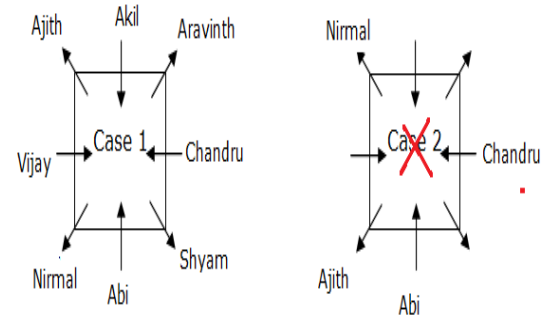 Ajith
Akil
Aravinth
Vijay
Case 1
Chandru
Nirmal
Abi
Shyam
Nirmal
Case 2
Chandru
Ajith
Abi